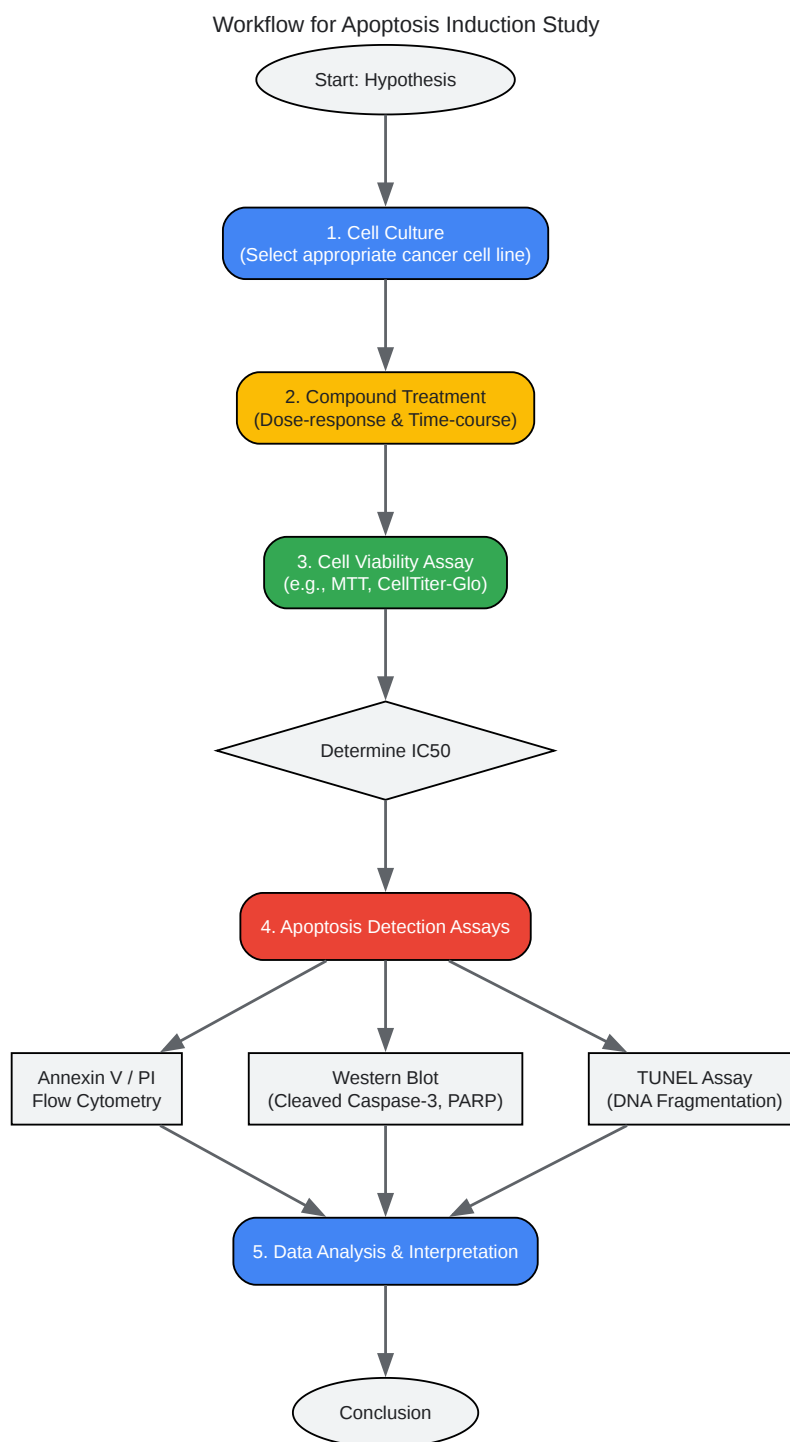 Workflow for Apoptosis Induction Study
Start: Hypothesis
1. Cell Culture
(Select appropriate cancer cell line)
2. Compound Treatment
(Dose-response & Time-course)
3. Cell Viability Assay
(e.g., MTT, CellTiter-Glo)
Determine IC50
4. Apoptosis Detection Assays
Annexin V / PI
Flow Cytometry
Western Blot
(Cleaved Caspase-3, PARP)
TUNEL Assay
(DNA Fragmentation)
5. Data Analysis & Interpretation
Conclusion